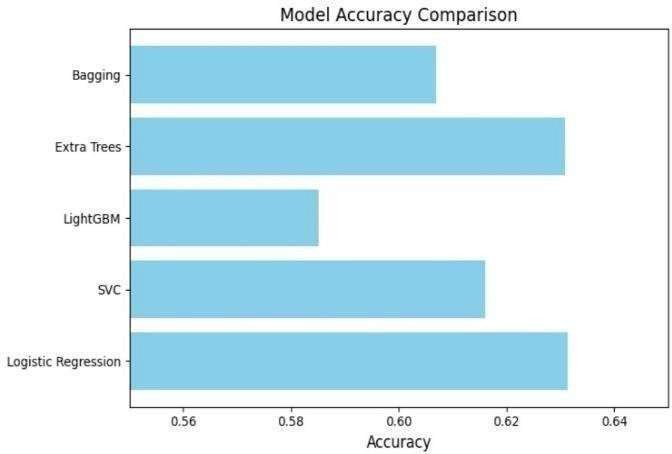 Model Accuracy Comparison
Bagging
Extra Trees
LightGBM
SVC
Logistic Regression
0.56 0.58 0.60 0.62 0.64
Accuracy